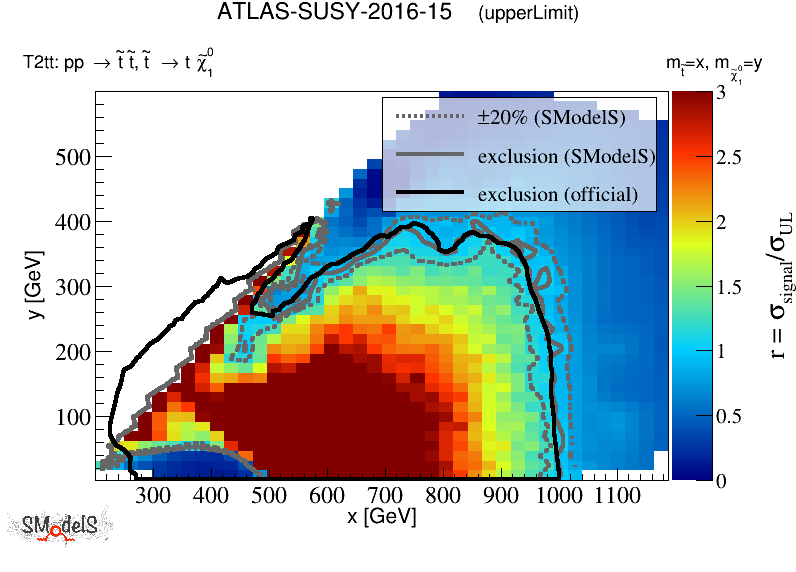 ATLAS-SUSY-2016-15 (upperLimit)
T2tt: pp → t̃ t̃, t̃ → t χ̃⁰₁
m_t̃=x, m_χ̃⁰₁=y
±20% (SModelS)
exclusion (SModelS)
exclusion (official)
500
400
300
200
100
y [GeV]
300 400 500 600 700 800 900 1000 1100
x [GeV]
3
2.5
2
1.5
1
0.5
0
r = σ_signal/σ_UL
SModelS